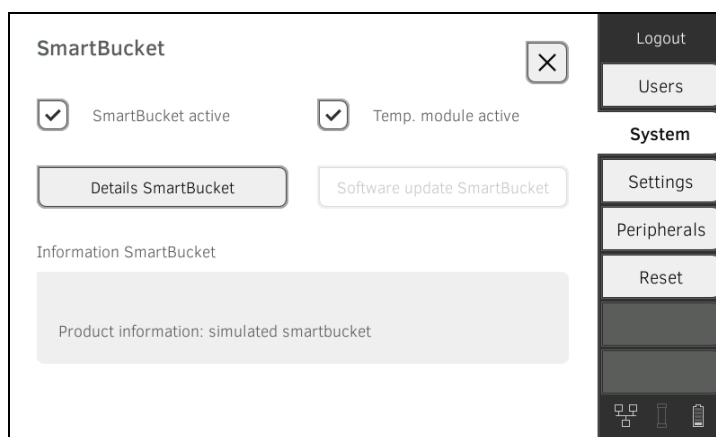 SmartBucket
SmartBucket active
Temp. module active
Details SmartBucket
Software update SmartBucket
Information SmartBucket
Product information: simulated smartbucket
Logout
Users
System
Settings
Peripherals
Reset